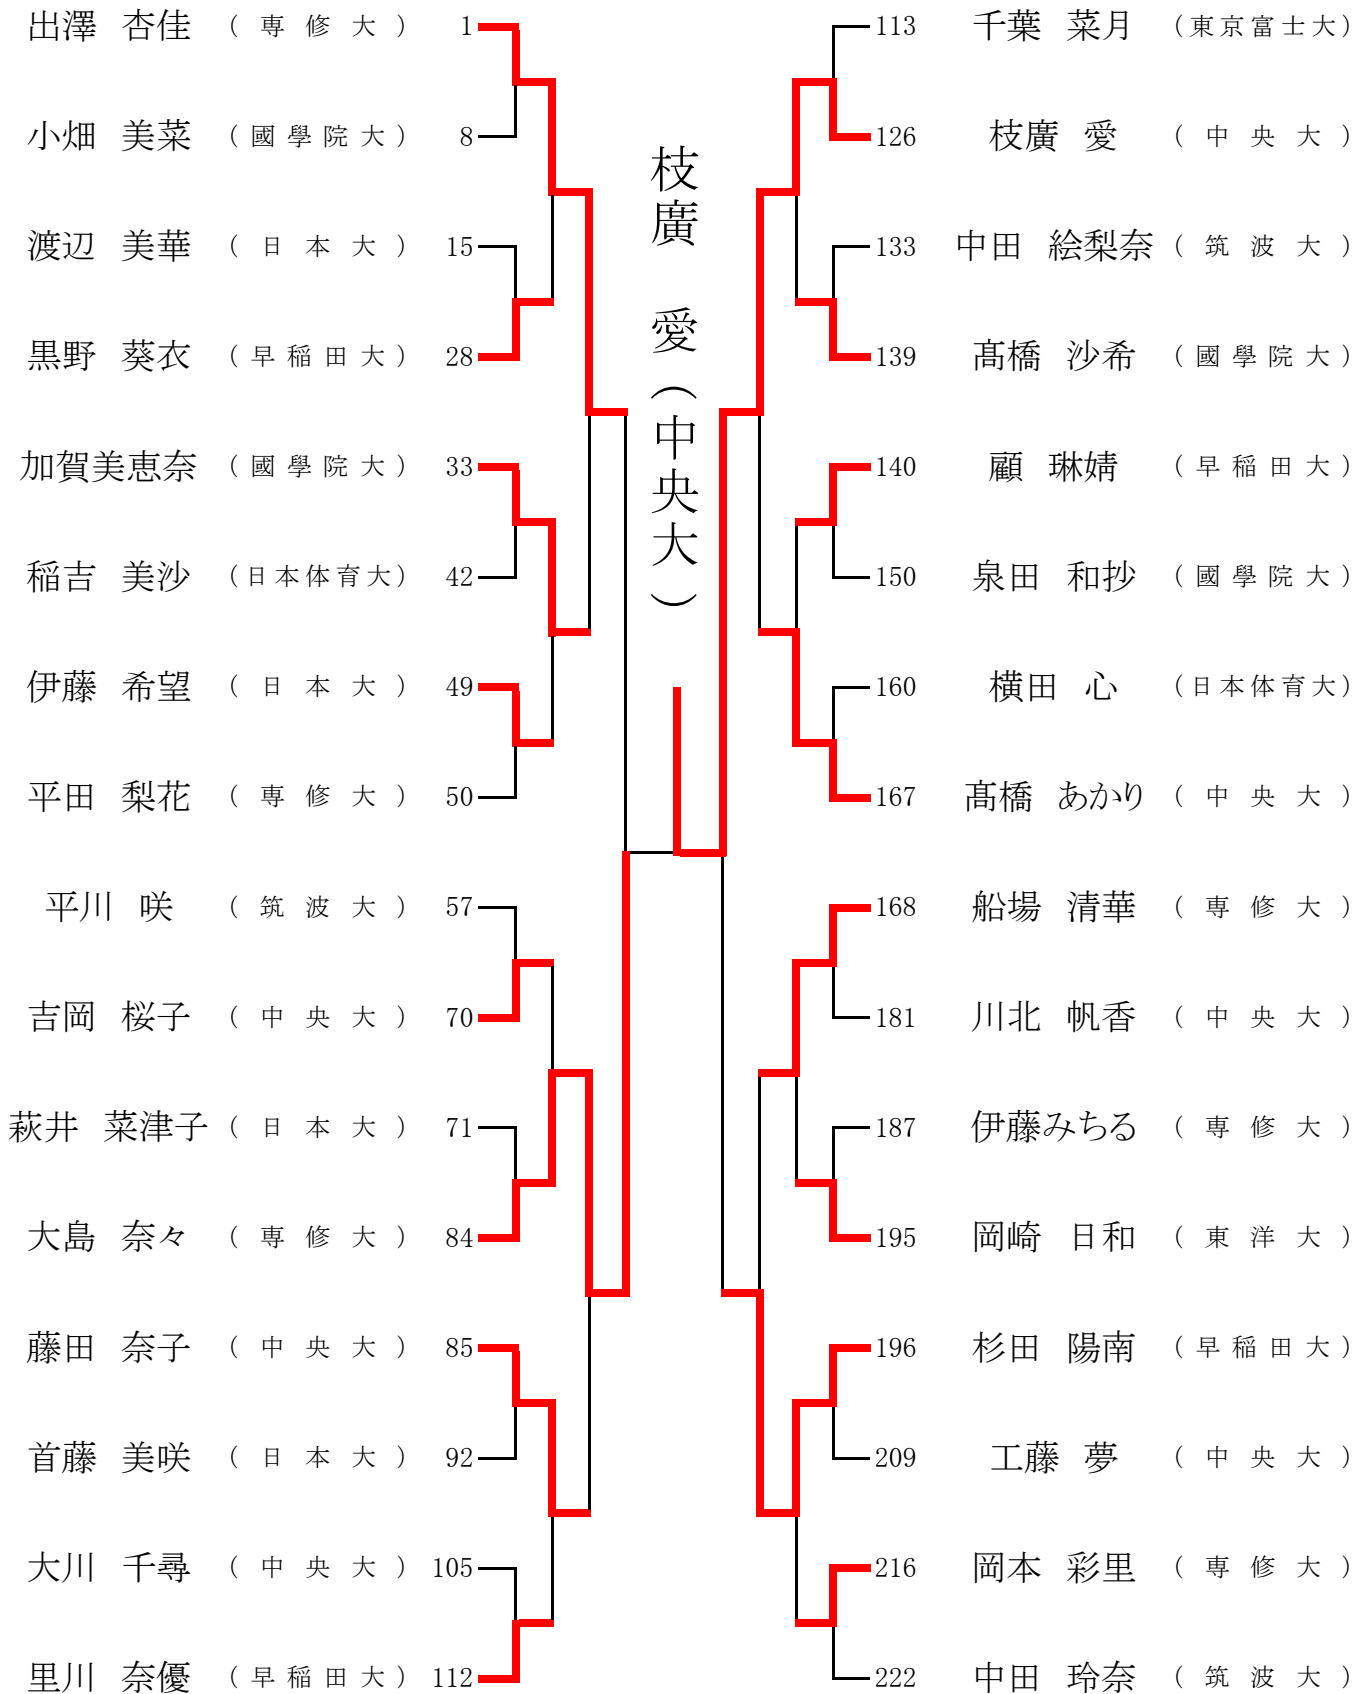 出澤 杏佳 （専修大） 1
小畑 美菜 （國學院大） 8
渡辺 美華 （日本大） 15
黒野 葵衣 （早稲田大） 28
加賀美恵奈 （國學院大） 33
稲吉 美沙 （日本体育大） 42
伊藤 希望 （日本大） 49
平田 梨花 （専修大） 50
平川 咲 （筑波大） 57
吉岡 桜子 （中央大） 70
萩井 菜津子 （日本大） 71
大島 奈々 （専修大） 84
藤田 奈子 （中央大） 85
首藤 美咲 （日本大） 92
大川 千尋 （中央大） 105
里川 奈優 （早稲田大） 112
枝廣 愛（中央大）
113 千葉 菜月 （東京富士大）
126 枝廣 愛 （中央大）
133 中田 絵梨奈 （筑波大）
139 髙橋 沙希 （國學院大）
140 顧 琳婧 （早稲田大）
150 泉田 和抄 （國學院大）
160 横田 心 （日本体育大）
167 髙橋 あかり （中央大）
168 船場 清華 （専修大）
181 川北 帆香 （中央大）
187 伊藤みちる （専修大）
195 岡崎 日和 （東洋大）
196 杉田 陽南 （早稲田大）
209 工藤 夢 （中央大）
216 岡本 彩里 （専修大）
222 中田 玲奈 （筑波大）